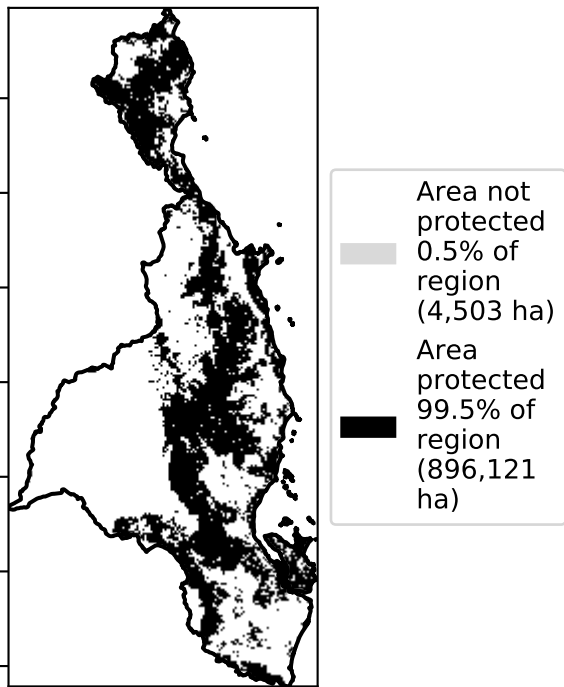 Area not
protected
0.5% of
region
(4,503 ha)
Area
protected
99.5% of
region
(896,121
ha)